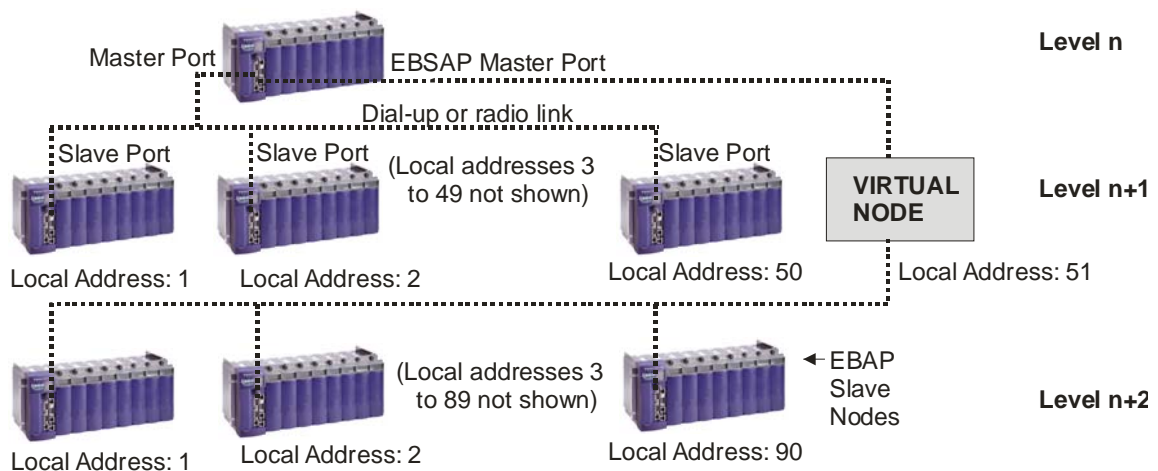 Level n
Master Port
EBSAP Master Port
Dial-up or radio link
Slave Port
Slave Port
(Local addresses 3
to 49 not shown)
Slave Port
VIRTUAL
NODE
Level n+1
Local Address: 1
Local Address: 2
Local Address: 50
Local Address: 51
(Local addresses 3
to 89 not shown)
EBAP
Slave
Nodes
Level n+2
Local Address: 1
Local Address: 2
Local Address: 90